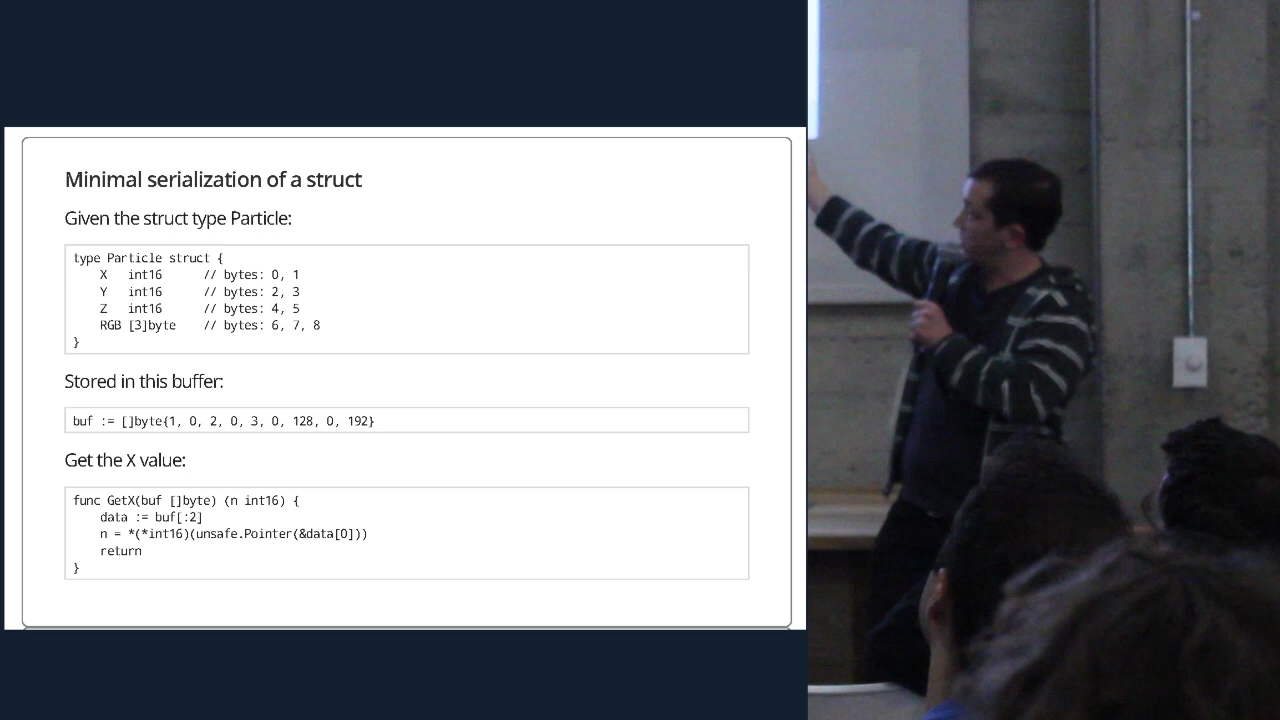 Minimal serialization of a struct
Given the struct type Particle:
type Particle struct {
    X   int16      // bytes: 0, 1
    Y   int16      // bytes: 2, 3
    Z   int16      // bytes: 4, 5
    RGB [3]byte    // bytes: 6, 7, 8
}
Stored in this buffer:
buf := []byte{1, 0, 2, 0, 3, 0, 128, 0, 192}
Get the X value:
func GetX(buf []byte) (n int16) {
    data := buf[:2]
    n = *(*int16)(unsafe.Pointer(&data[0]))
    return
}